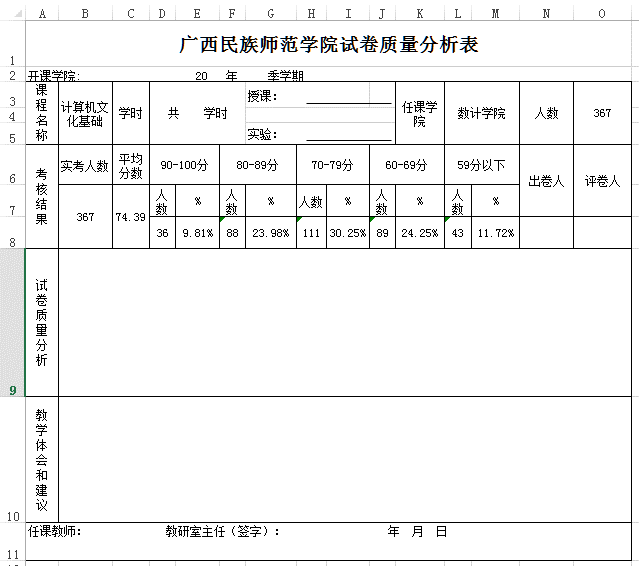 A B C D E F G H I J K L M N O
1 广西民族师范学院试卷质量分析表
2 开课学院: 20 年 季学期
3 课程名称 计算机文化基础 学时 共 学时 授课: 任课学院 数计学院 人数 367
4
5 实验:
6 考核结果 实考人数 平均分数 90-100分 80-89分 70-79分 60-69分 59分以下 出卷人 评卷人
7 367 74.39 人数 % 人数 % 人数 % 人数 % 人数 %
8 36 9.81% 88 23.98% 111 30.25% 89 24.25% 43 11.72%
9 试卷质量分析
10 教学体会和建议
11 任课教师: 教研室主任(签字): 年 月 日